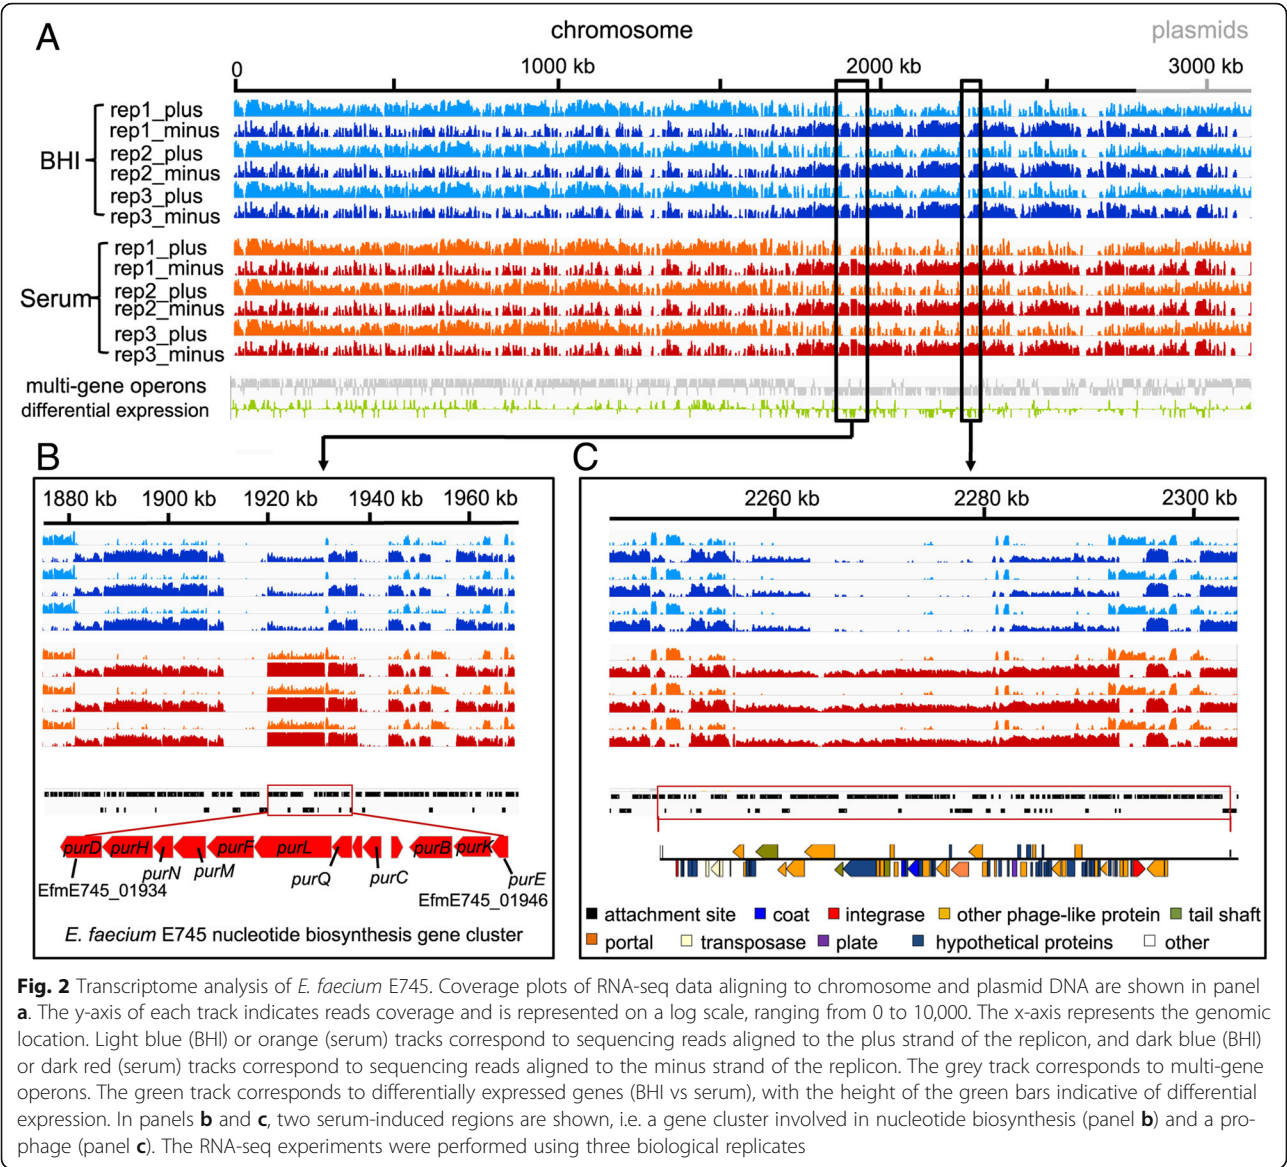 A
chromosome
plasmids
0
1000 kb
2000 kb
3000 kb
BHI
rep1_plus
rep1_minus
rep2_plus
rep2_minus
rep3_plus
rep3_minus
Serum
rep1_plus
rep1_minus
rep2_plus
rep2_minus
rep3_plus
rep3_minus
multi-gene operons
differential expression
B
1880 kb 1900 kb 1920 kb 1940 kb 1960 kb
purD purH purF purL purB purK
purN purM purQ purC purE
EfmE745_01934
EfmE745_01946
E. faecium E745 nucleotide biosynthesis gene cluster
C
2260 kb 2280 kb 2300 kb
attachment site coat integrase other phage-like protein tail shaft
portal transposase plate hypothetical proteins other
Fig. 2 Transcriptome analysis of E. faecium E745. Coverage plots of RNA-seq data aligning to chromosome and plasmid DNA are shown in panel
a. The y-axis of each track indicates reads coverage and is represented on a log scale, ranging from 0 to 10,000. The x-axis represents the genomic
location. Light blue (BHI) or orange (serum) tracks correspond to sequencing reads aligned to the plus strand of the replicon, and dark blue (BHI)
or dark red (serum) tracks correspond to sequencing reads aligned to the minus strand of the replicon. The grey track corresponds to multi-gene
operons. The green track corresponds to differentially expressed genes (BHI vs serum), with the height of the green bars indicative of differential
expression. In panels b and c, two serum-induced regions are shown, i.e. a gene cluster involved in nucleotide biosynthesis (panel b) and a pro-
phage (panel c). The RNA-seq experiments were performed using three biological replicates